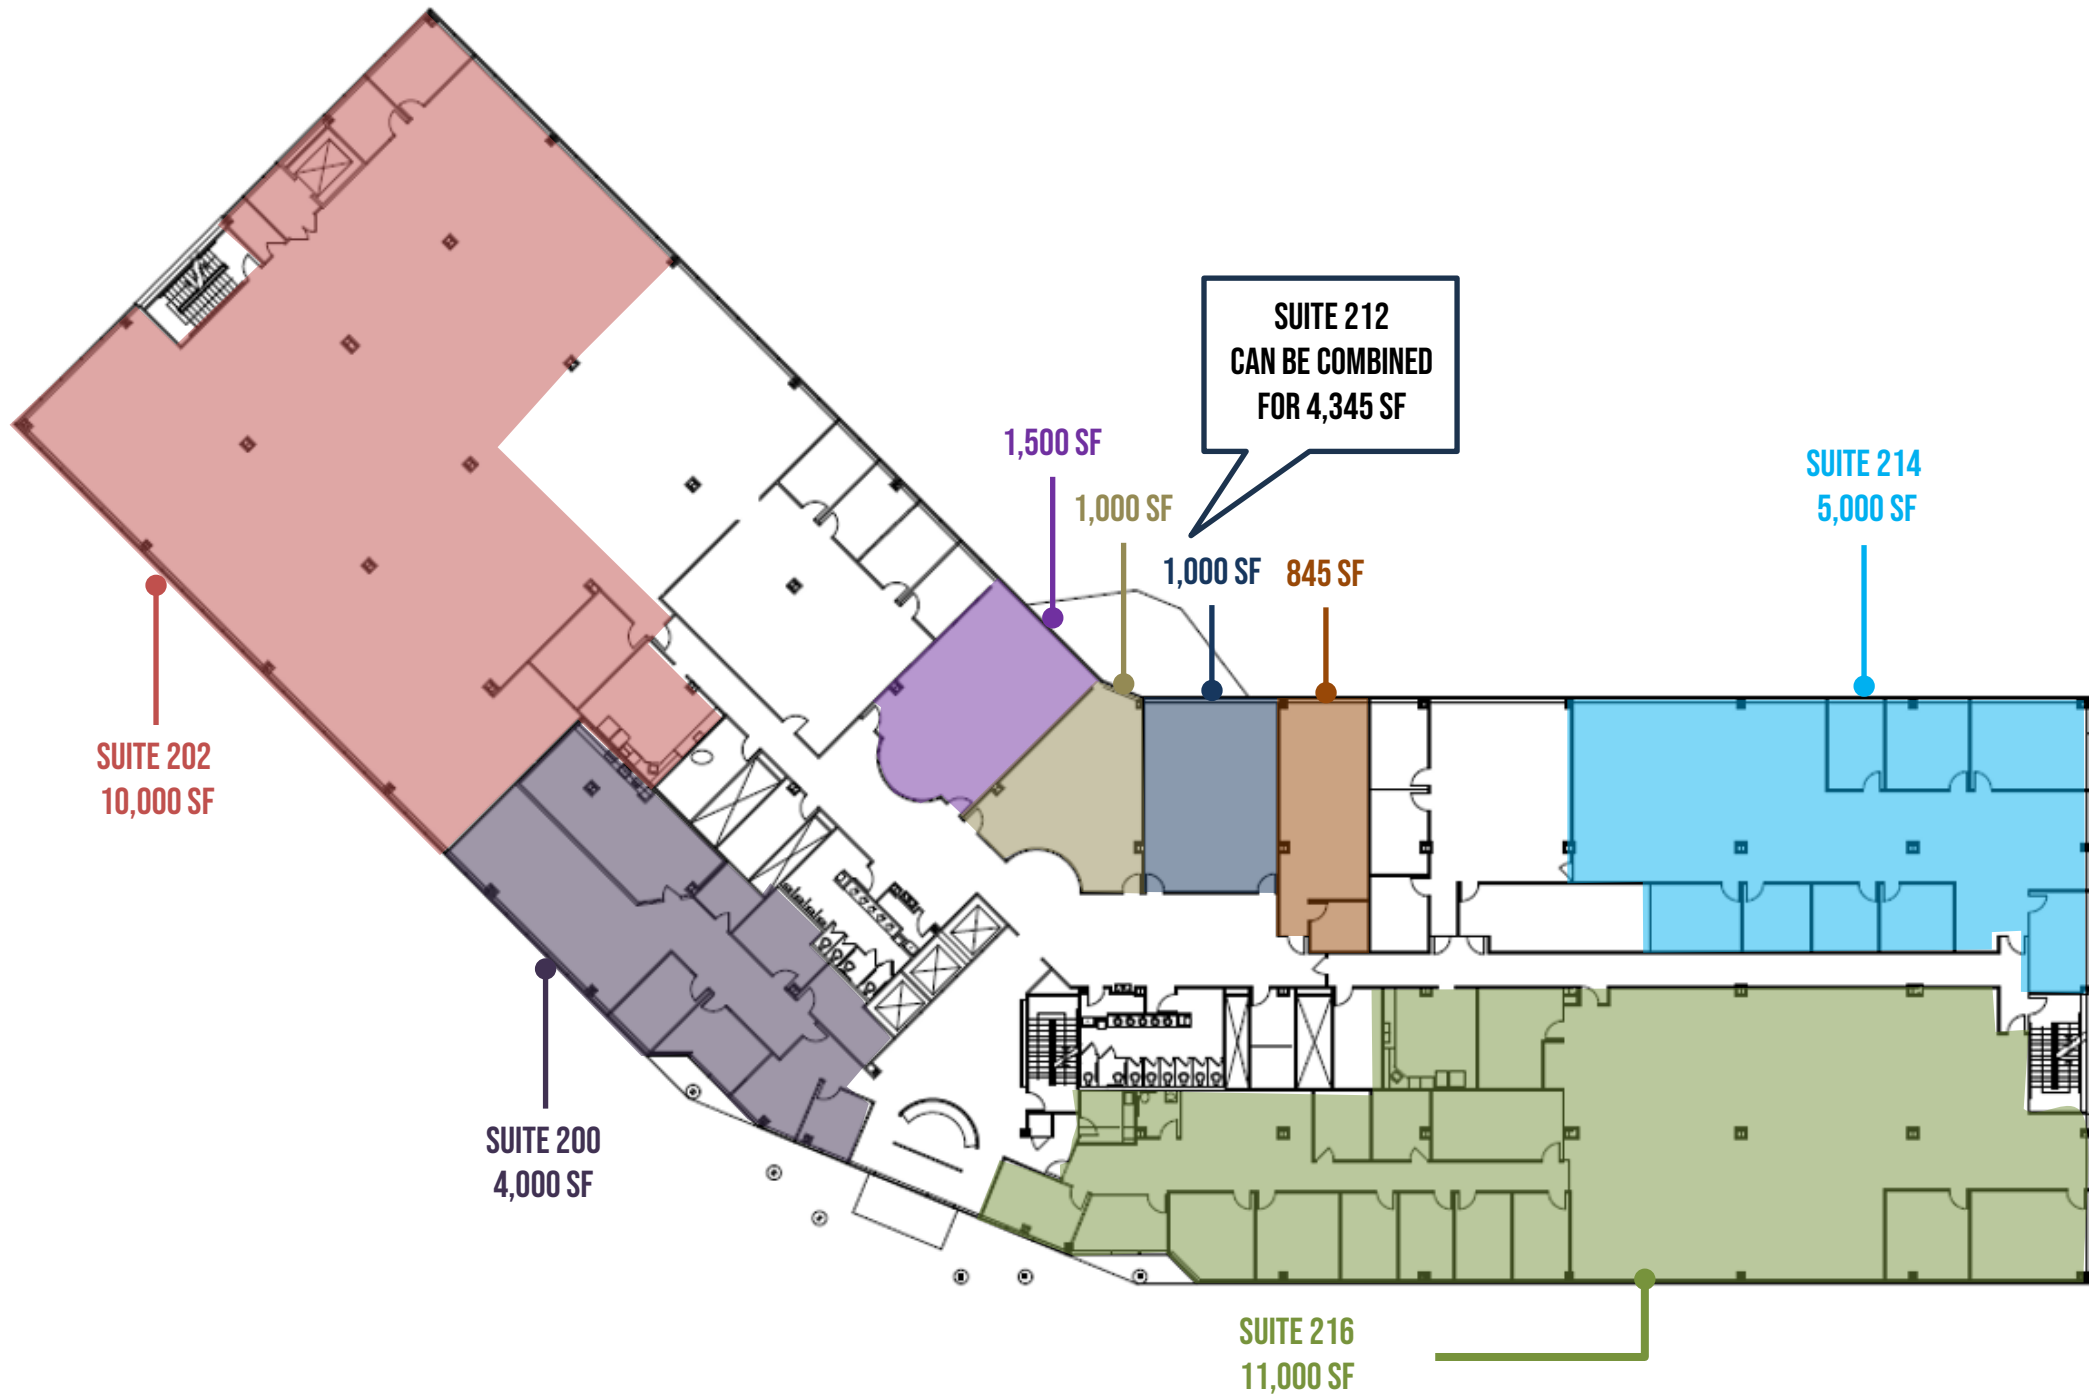 SUITE 212
CAN BE COMBINED
FOR 4,345 SF
1,500 SF
1,000 SF
1,000 SF
845 SF
SUITE 214
5,000 SF
SUITE 202
10,000 SF
SUITE 200
4,000 SF
SUITE 216
11,000 SF